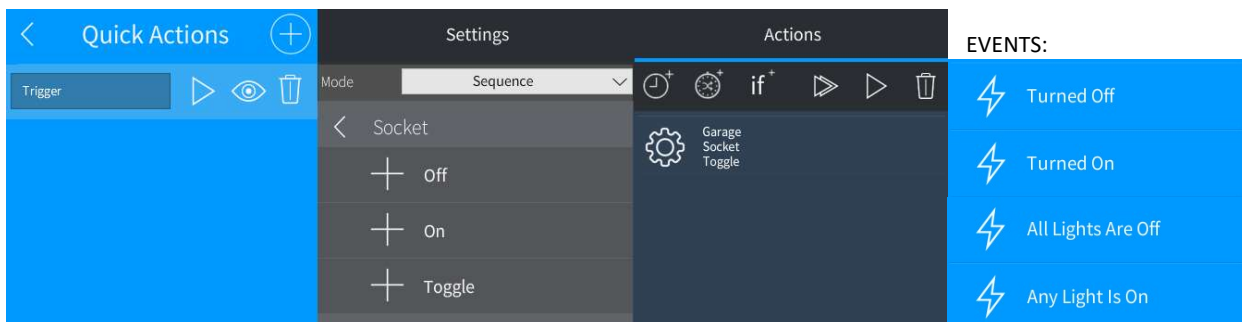 Quick Actions
Trigger
Settings
Mode
Sequence
Socket
Off
On
Toggle
Actions
if+
Garage
Socket
Toggle
EVENTS:
Turned Off
Turned On
All Lights Are Off
Any Light Is On